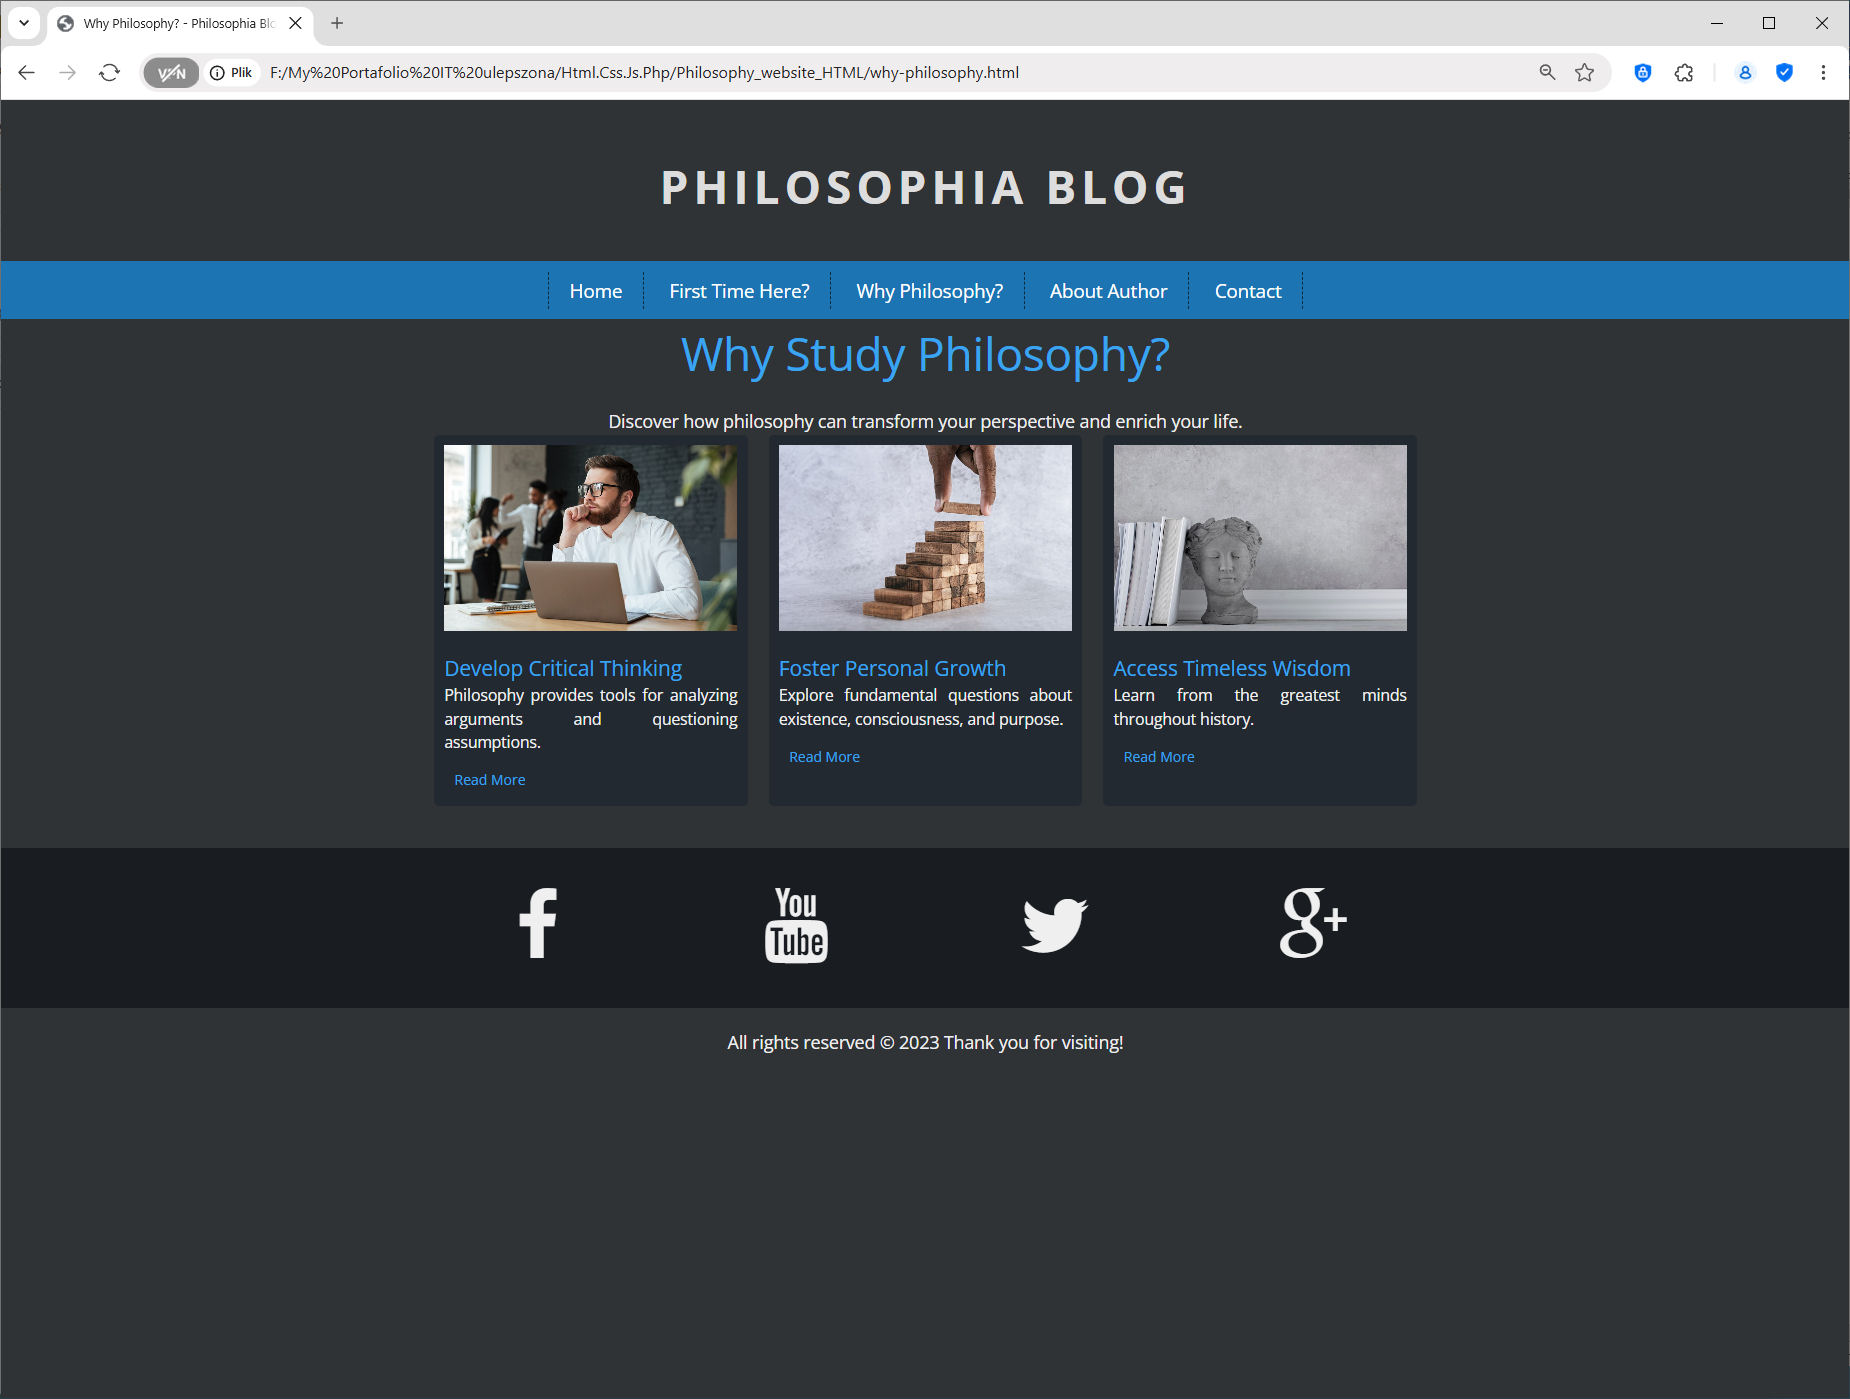 Why Philosophy? - Philosophia Blo
VPN Plik F:/My%20Portafolio%20IT%20ulepszona/Html.Css.Js.Php/Philosophy_website_HTML/why-philosophy.html
PHILOSOPHIA BLOG
Home First Time Here? Why Philosophy? About Author Contact
Why Study Philosophy?
Discover how philosophy can transform your perspective and enrich your life.
Develop Critical Thinking
Philosophy provides tools for analyzing
arguments and questioning
assumptions.
Read More
Foster Personal Growth
Explore fundamental questions about
existence, consciousness, and purpose.
Read More
Access Timeless Wisdom
Learn from the greatest minds
throughout history.
Read More
f
You
Tube
g+
All rights reserved © 2023 Thank you for visiting!